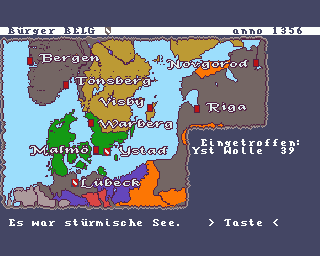 Bürger BELG anno 1356
Bergen
Novgorod
Tönsberg
Visby
Riga
Warberg
Eingetroffen:
Malmö Ystad
Yst Wolle 39
Lübeck
Es war stürmische See. > Taste <